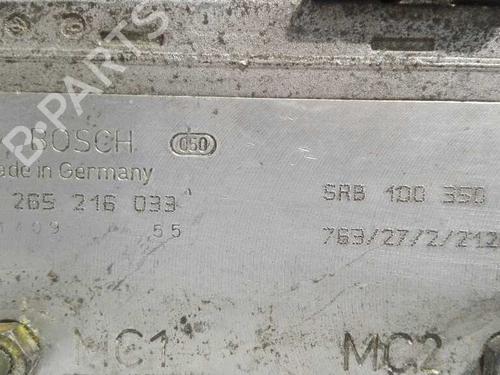 BOSCH 050
ade in Germany
265 216 033 SRB 100 350
09 55 763/27/2/212
MC1 MC2
B-PARTS